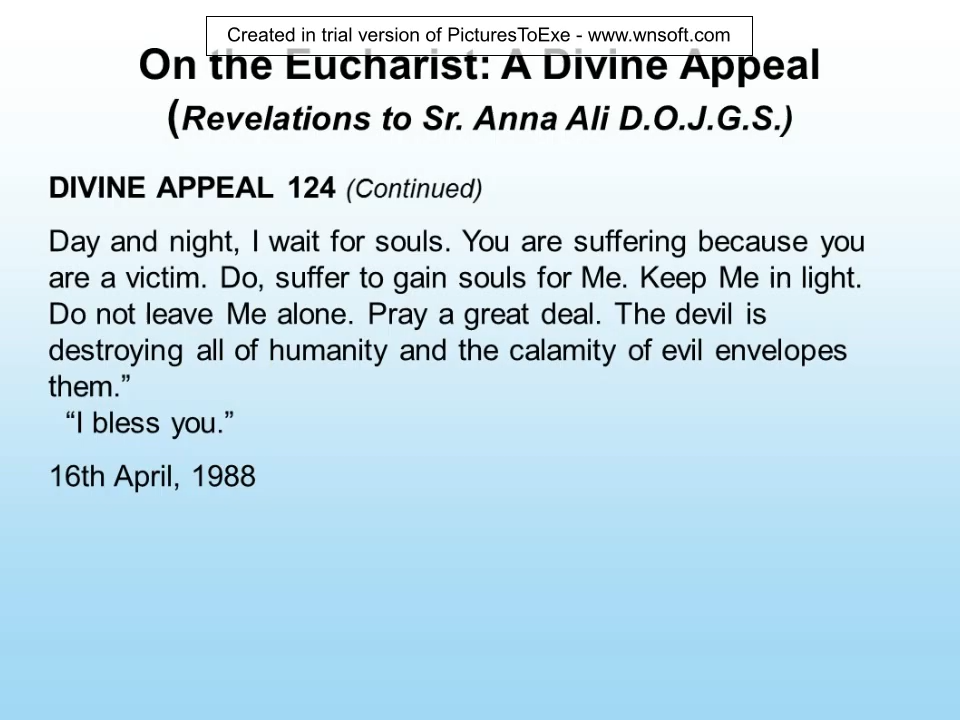 Created in trial version of PicturesToExe - www.wnsoft.com
On the Eucharist: A Divine Appeal
(Revelations to Sr. Anna Ali D.O.J.G.S.)
DIVINE APPEAL 124 (Continued)
Day and night, I wait for souls. You are suffering because you
are a victim. Do, suffer to gain souls for Me. Keep Me in light.
Do not leave Me alone. Pray a great deal. The devil is
destroying all of humanity and the calamity of evil envelopes
them.”
“I bless you.”
16th April, 1988